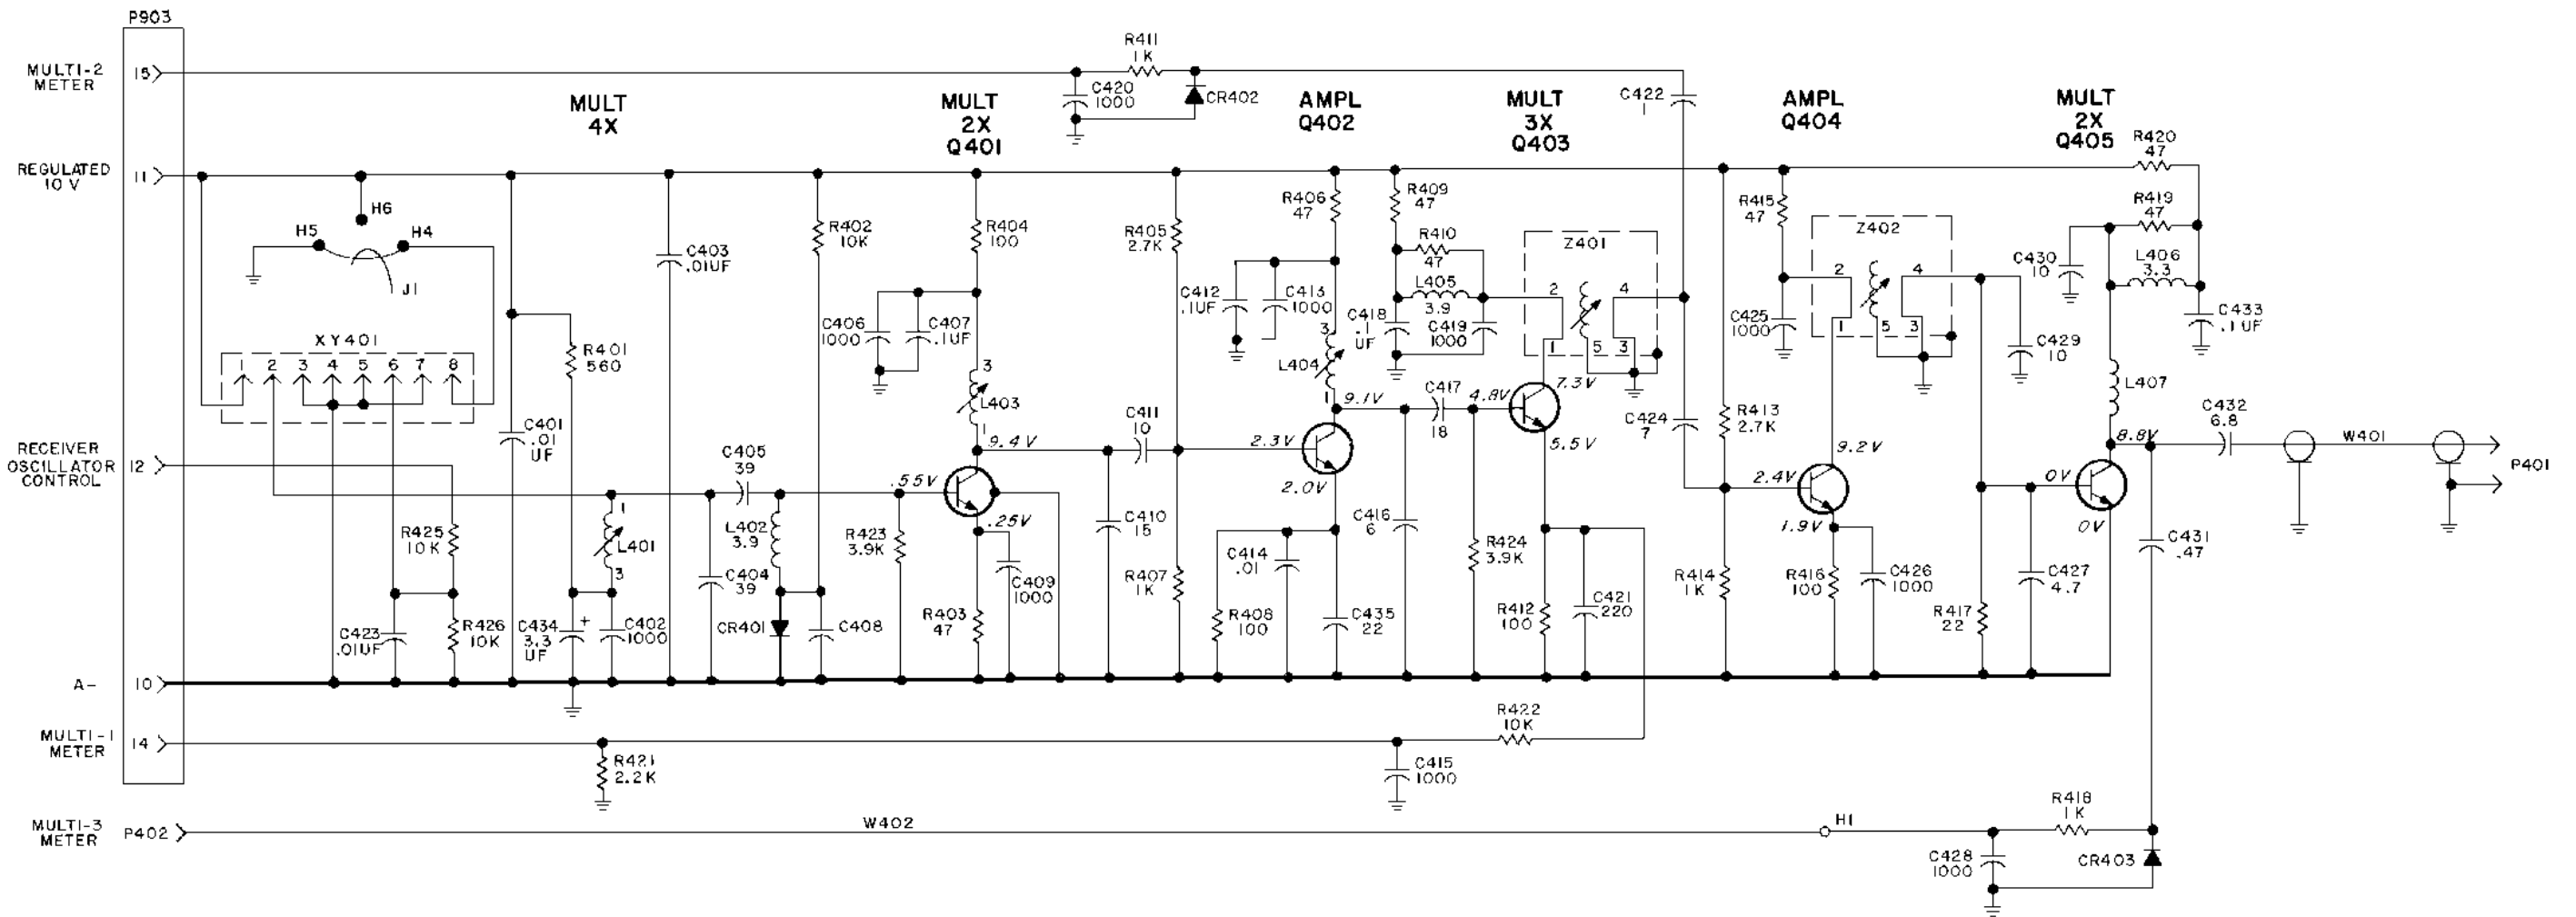 P903
MULTI-2
METER
15
REGULATED
10 V
11
RECEIVER
OSCILLATOR
CONTROL
12
A-
10
MULTI-1
METER
14
MULTI-3
METER
P402
MULT
4X
MULT
2X
Q401
AMPL
Q402
MULT
3X
Q403
AMPL
Q404
MULT
2X
Q405
R411
1K
C420
1000
CR402
C422
1
R420
47
H6
H5
H4
J1
XY401
1 2 3 4 5 6 7 8
C401
.01
UF
R401
560
C403
.01UF
R402
10K
R404
100
C406
1000
C407
.1UF
3
L403
1
9.4V
R405
2.7K
R406
47
C412
.1UF
C413
1000
3
L404
1
9.1V
R409
47
R410
47
L405
3.9
C418
.1
UF
C419
1000
Z401
2
4
1
5
3
7.3V
C417
18
4.8V
5.5V
C424
7
R413
2.7K
R415
47
C425
1000
Z402
2
4
1
5
3
9.2V
2.4V
1.9V
C430
10
R419
47
L406
3.3
C433
.1UF
C429
10
L407
C432
6.8
8.8V
W401
P401
0V
0V
C431
.47
R425
10K
C423
.01UF
R426
10K
C434
3.3
UF
+
1
L401
3
C402
1000
C405
39
C404
39
L402
3.9
CR401
C408
.55V
.25V
R423
3.9K
R403
47
C409
1000
C411
10
C410
15
R407
1K
2.3V
2.0V
R408
100
C414
.01
C435
22
C416
6
R424
3.9K
R412
100
C421
220
R414
1K
R416
100
C426
1000
R417
22
C427
4.7
R421
2.2K
C415
1000
R422
10K
W402
H1
R418
1K
C428
1000
CR403